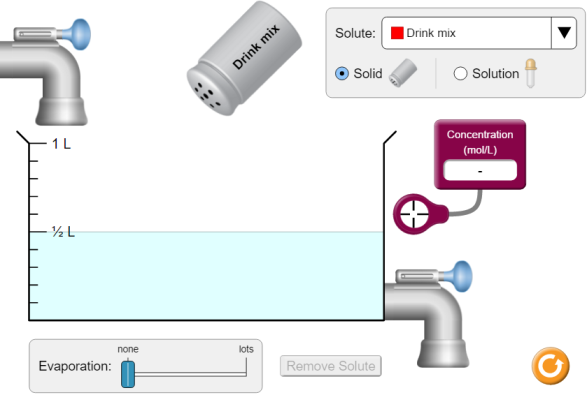 Drink mix
Solute: Drink mix
Solid Solution
Concentration
(mol/L)
-
1 L
½ L
none lots
Evaporation:
Remove Solute